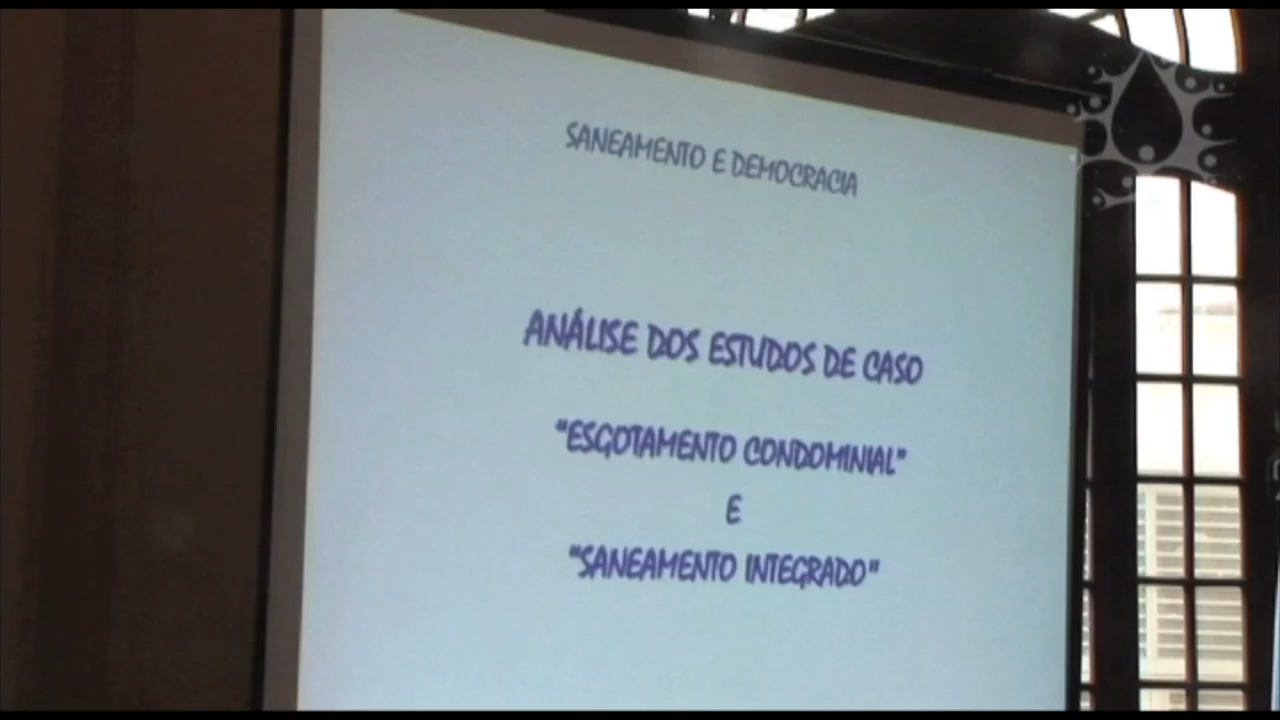 SANEAMENTO E DEMOCRACIA
ANÁLISE DOS ESTUDOS DE CASO
"ESGOTAMENTO CONDOMINIAL"
E
"SANEAMENTO INTEGRADO"